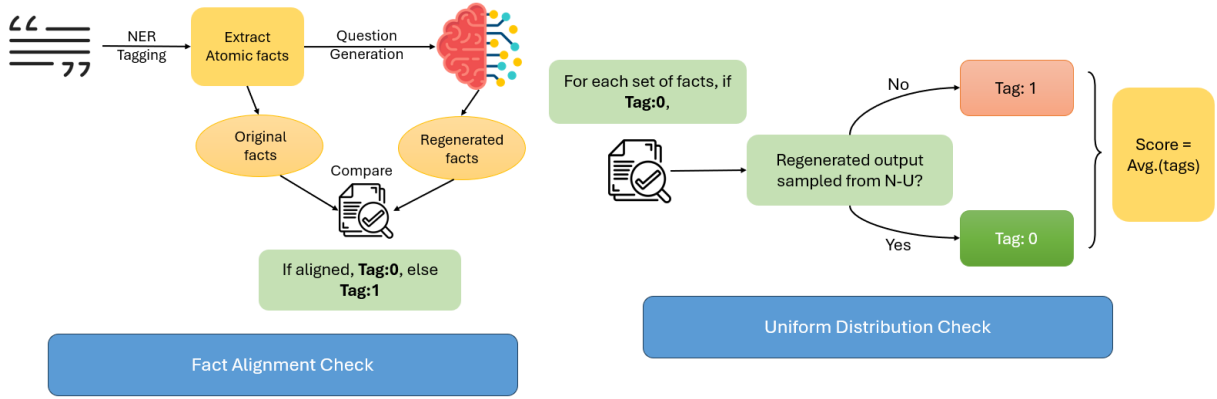 NER
Tagging
Extract
Atomic facts
Question
Generation
Original
facts
Regenerated
facts
Compare
If aligned, Tag:0, else
Tag:1
Fact Alignment Check
For each set of facts, if
Tag:0,
Regenerated output
sampled from N-U?
No
Yes
Tag: 1
Tag: 0
Score =
Avg.(tags)
Uniform Distribution Check